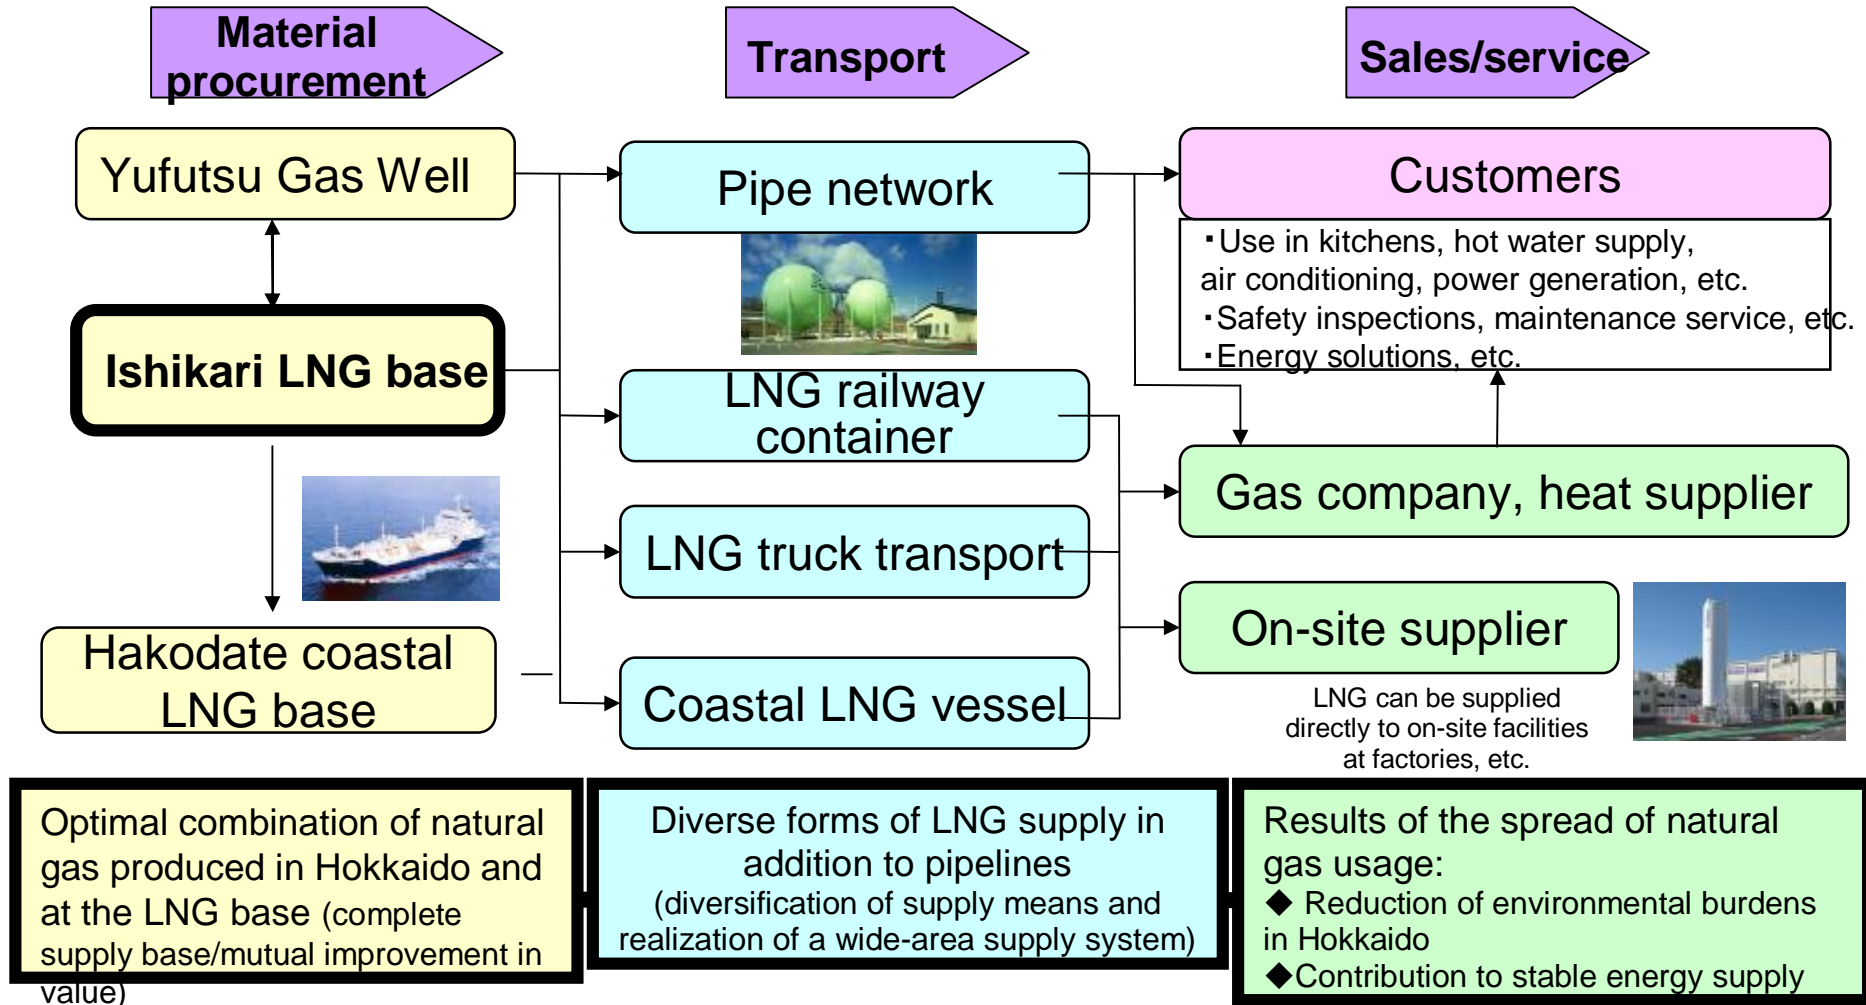 Material
procurement
Transport
Sales/service
Yufutsu Gas Well
Ishikari LNG base
Hakodate coastal
LNG base
Pipe network
LNG railway
container
LNG truck transport
Coastal LNG vessel
Customers
・Use in kitchens, hot water supply,
air conditioning, power generation, etc.
・Safety inspections, maintenance service, etc.
・Energy solutions, etc.
Gas company, heat supplier
On-site supplier
LNG can be supplied
directly to on-site facilities
at factories, etc.
Optimal combination of natural
gas produced in Hokkaido and
at the LNG base (complete
supply base/mutual improvement in
value)
Diverse forms of LNG supply in
addition to pipelines
(diversification of supply means and
realization of a wide-area supply system)
Results of the spread of natural
gas usage:
◆ Reduction of environmental burdens
in Hokkaido
◆Contribution to stable energy supply